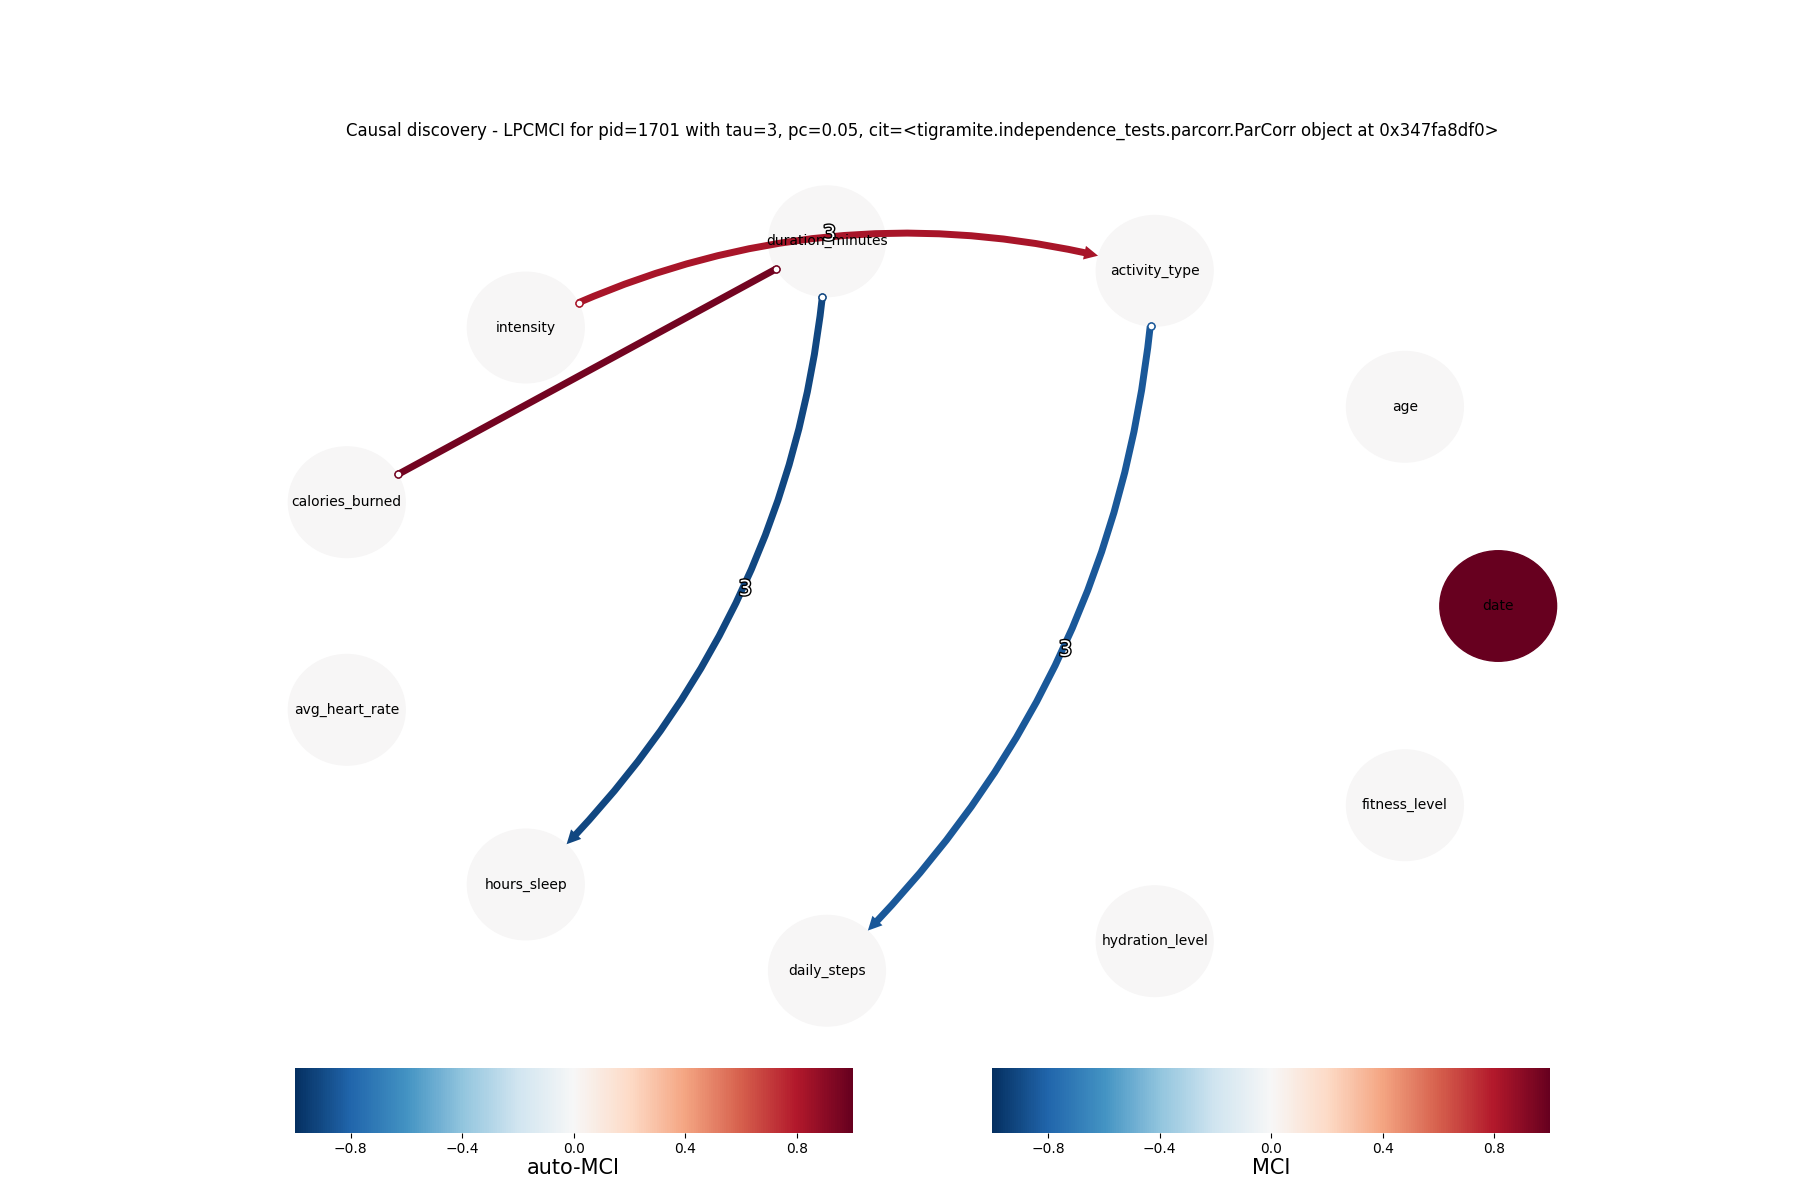 Causal discovery - LPCMCI for pid=1701 with tau=3, pc=0.05, cit=<tigramite.independence_tests.parcorr.ParCorr object at 0x347fa8df0>
3
duration_minutes
activity_type
intensity
age
calories_burned
3
date
3
avg_heart_rate
fitness_level
hours_sleep
hydration_level
daily_steps
−0.8 −0.4 0.0 0.4 0.8
auto-MCI
−0.8 −0.4 0.0 0.4 0.8
MCI